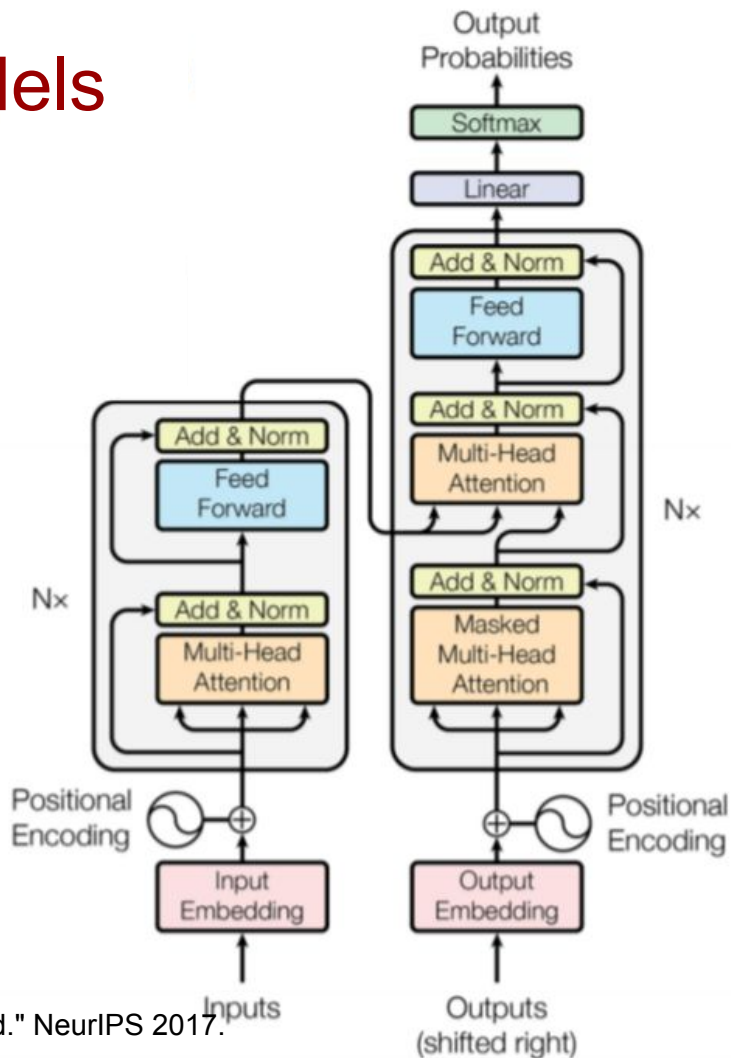 dels
Output
Probabilities
Softmax
Linear
Add & Norm
Feed
Forward
Add & Norm
Multi-Head
Attention
Nx
Add & Norm
Masked
Multi-Head
Attention
Add & Norm
Feed
Forward
Nx
Add & Norm
Multi-Head
Attention
Positional
Encoding
Positional
Encoding
Input
Embedding
Output
Embedding
Inputs
Outputs
(shifted right)
d." NeurIPS 2017.